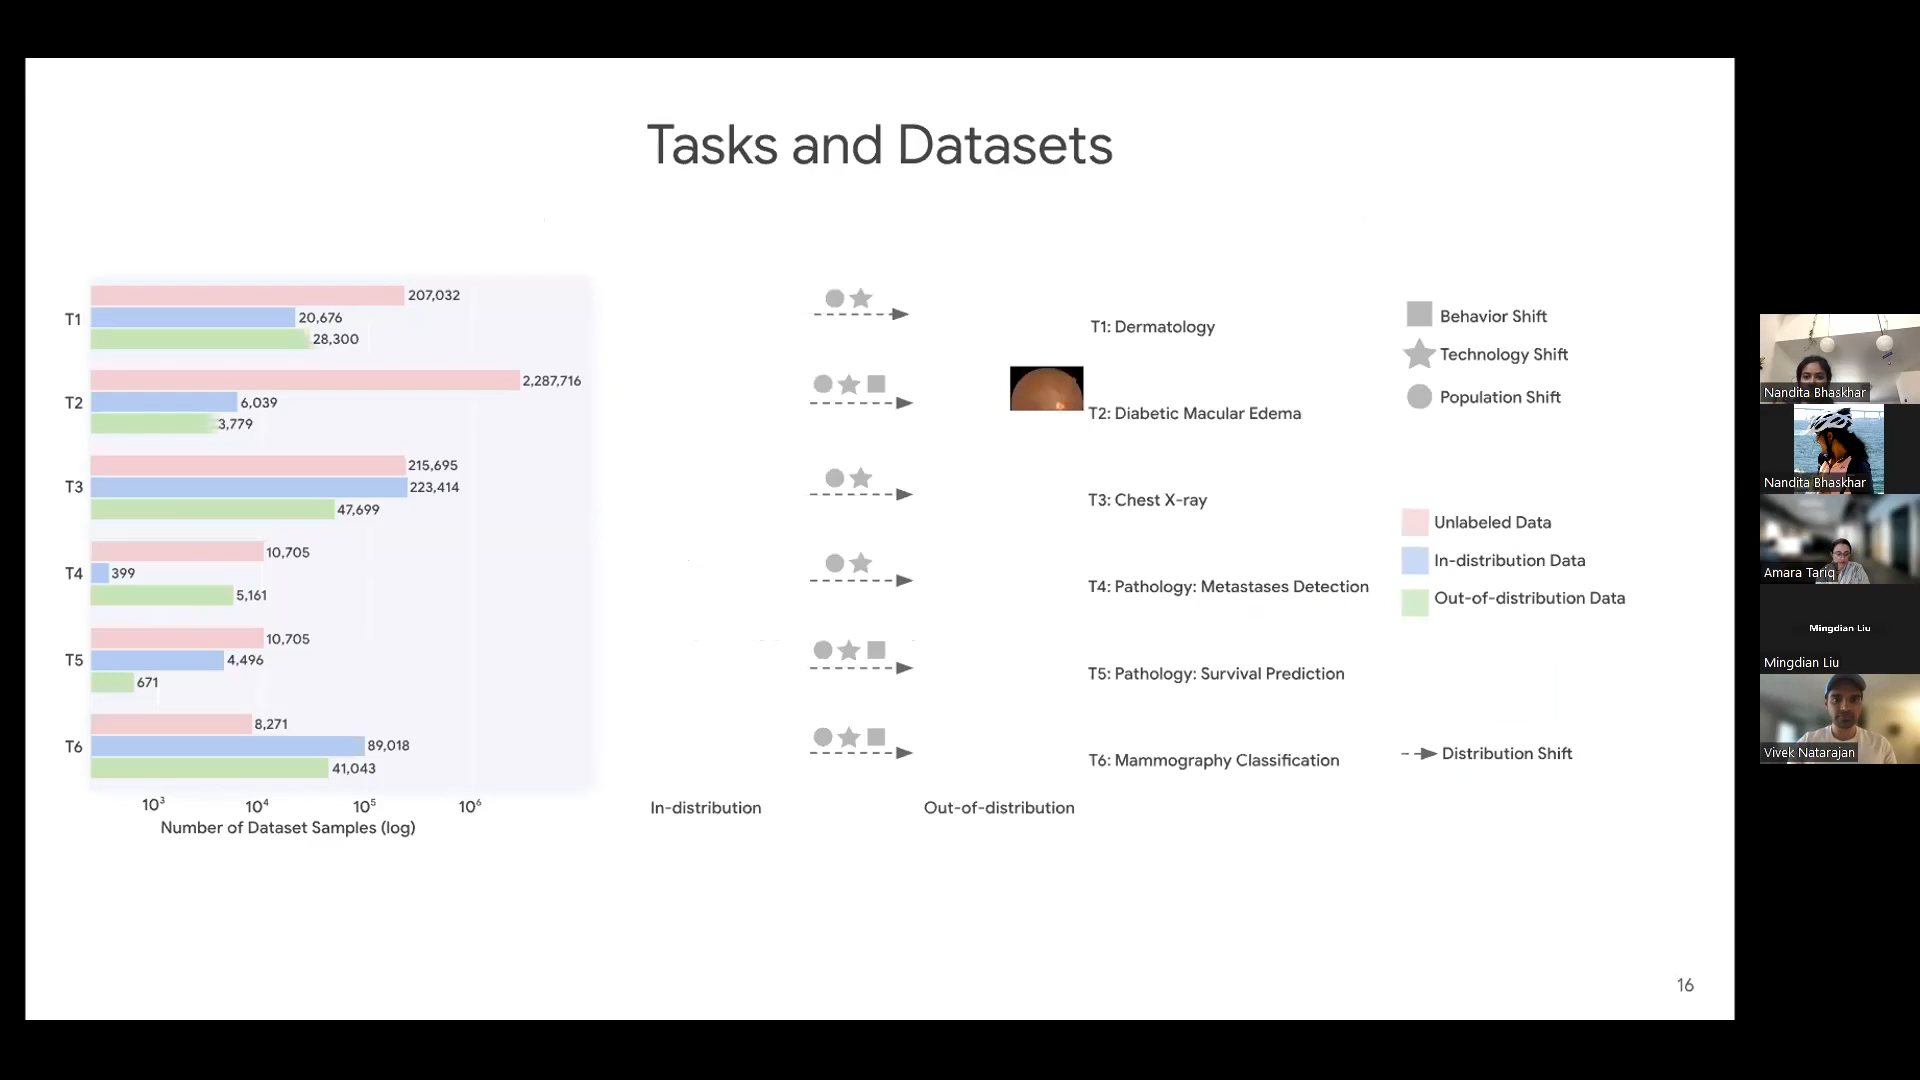 Tasks and Datasets
T1
207,032
20,676
28,300
T2
2,287,716
6,039
3,779
T3
215,695
223,414
47,699
T4
10,705
399
5,161
T5
10,705
4,496
671
T6
8,271
89,018
41,043
10³ 10⁴ 10⁵ 10⁶
Number of Dataset Samples (log)
In-distribution
Out-of-distribution
T1: Dermatology
T2: Diabetic Macular Edema
T3: Chest X-ray
T4: Pathology: Metastases Detection
T5: Pathology: Survival Prediction
T6: Mammography Classification
Behavior Shift
Technology Shift
Population Shift
Unlabeled Data
In-distribution Data
Out-of-distribution Data
Distribution Shift
16
Nandita Bhaskhar
Nandita Bhaskhar
Amara Tariq
Mingdian Liu
Mingdian Liu
Vivek Natarajan